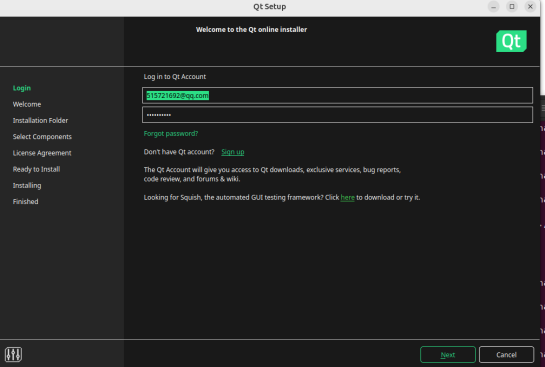 Qt Setup
Welcome to the Qt online installer
Qt
Login
Welcome
Installation Folder
Select Components
License Agreement
Ready to Install
Installing
Finished
Log in to Qt Account
515721692@qq.com
••••••••••
Forgot password?
Don't have Qt account? Sign up
The Qt Account will give you access to Qt downloads, exclusive services, bug reports,
code review, and forums & wiki.
Looking for Squish, the automated GUI testing framework? Click here to download or try it.
Next
Cancel